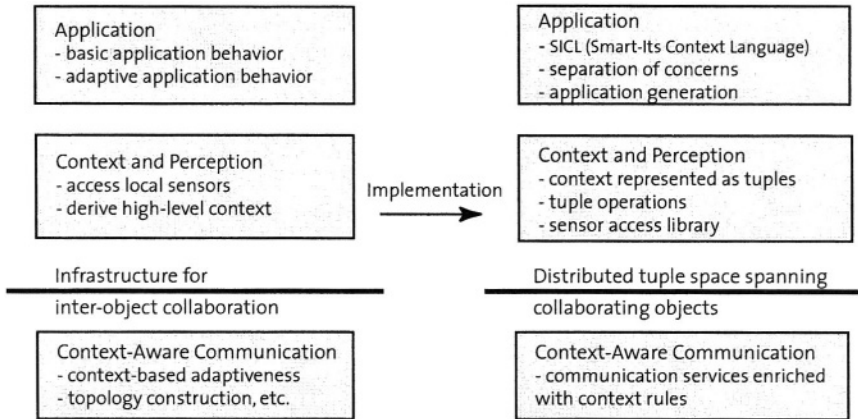 Application
- basic application behavior
- adaptive application behavior
Context and Perception
- access local sensors
- derive high-level context
Infrastructure for
inter-object collaboration
Context-Aware Communication
- context-based adaptiveness
- topology construction, etc.
Implementation
Application
- SICL (Smart-Its Context Language)
- separation of concerns
- application generation
Context and Perception
- context represented as tuples
- tuple operations
- sensor access library
Distributed tuple space spanning
collaborating objects
Context-Aware Communication
- communication services enriched
with context rules